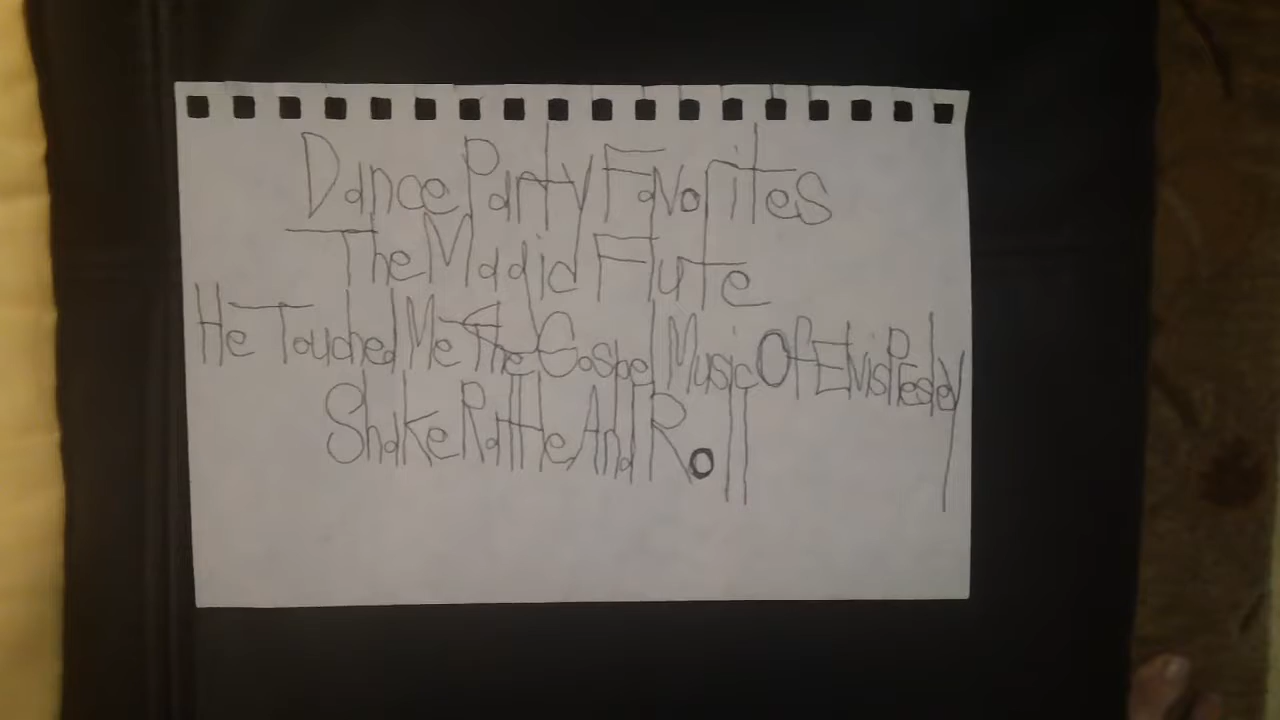 Dance Party Favorites
The Magic Flute
He Touched Me The Gospel Music Of Elvis Presley
Shake Rattle And Roll